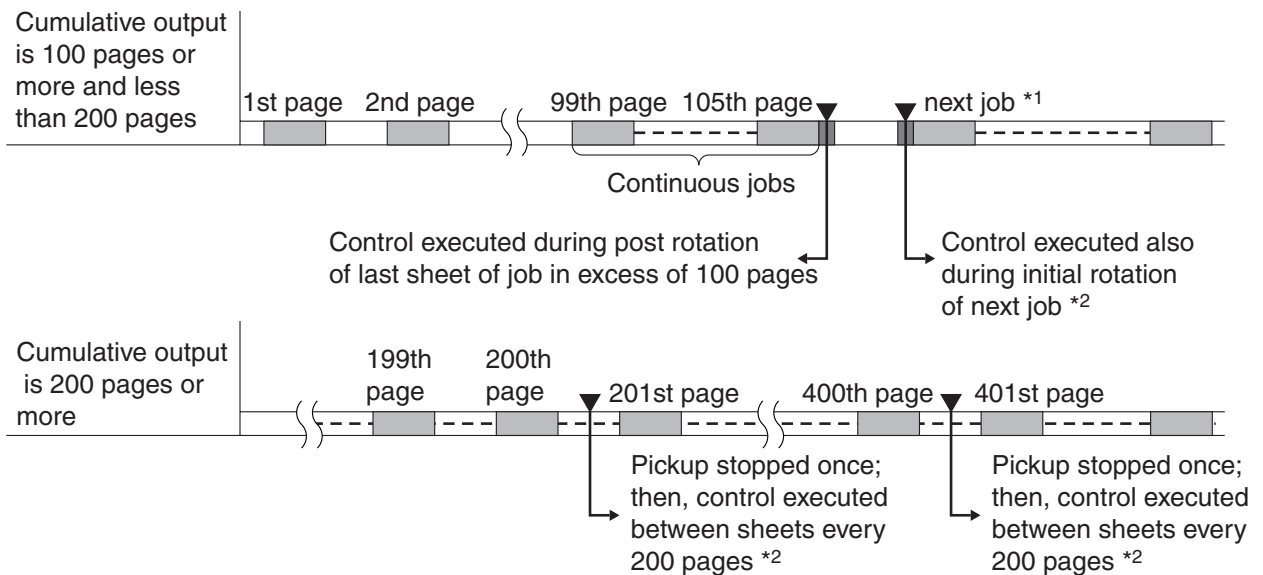 Cumulative output
is 100 pages or
more and less
than 200 pages
1st page 2nd page 99th page 105th page next job *1
Continuous jobs
Control executed during post rotation
of last sheet of job in excess of 100 pages
Control executed also
during initial rotation
of next job *2
Cumulative output
is 200 pages or
more
199th
page
200th
page
201st page 400th page 401st page
Pickup stopped once;
then, control executed
between sheets every
200 pages *2
Pickup stopped once;
then, control executed
between sheets every
200 pages *2